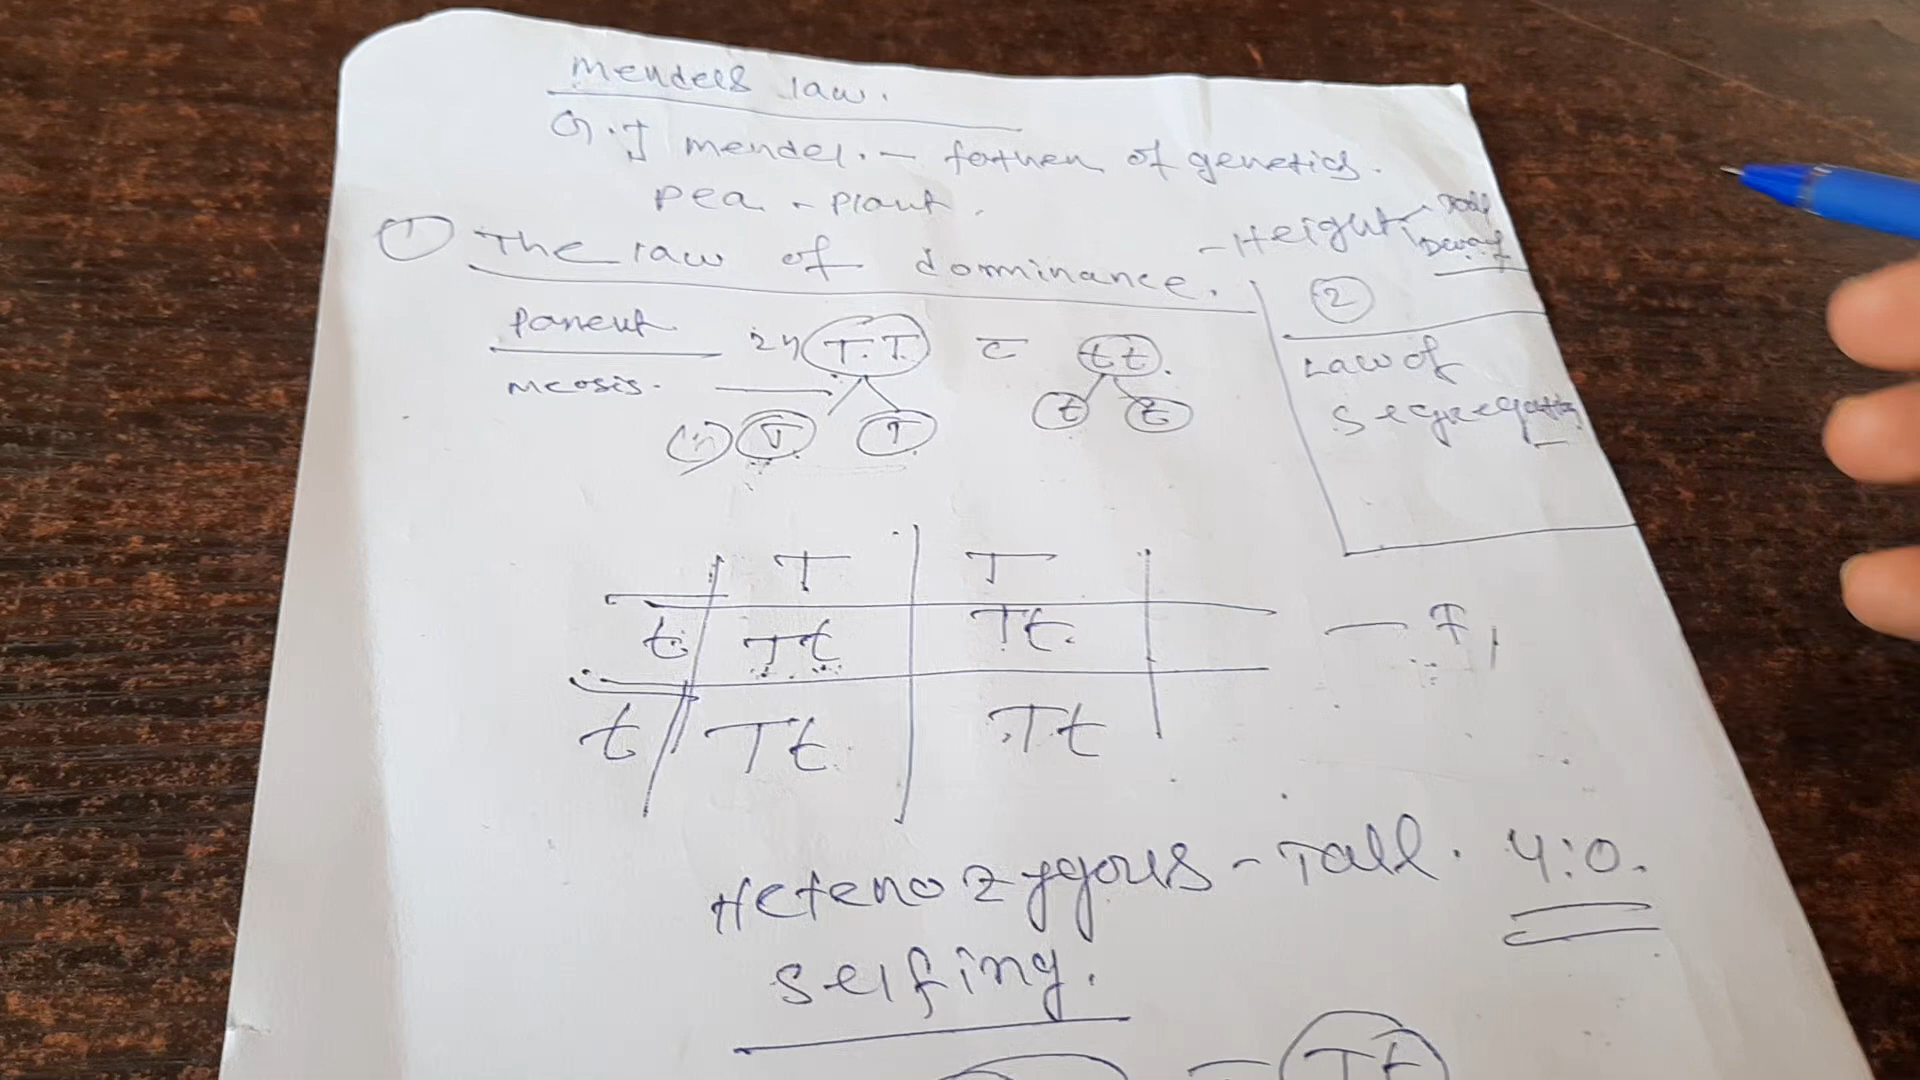 Mendels law.
G.J mendel. - father of genetics.
pea - plant.
- Height Tall
Dwarf
① The law of dominance.
②
Law of
segregation
parent 2n T.T. tt.
meosis.
(n) T T t t
T T
t Tt Tt. - F1
t Tt Tt
Heterozygous - Tall. 4:0.
selfing.
Tt